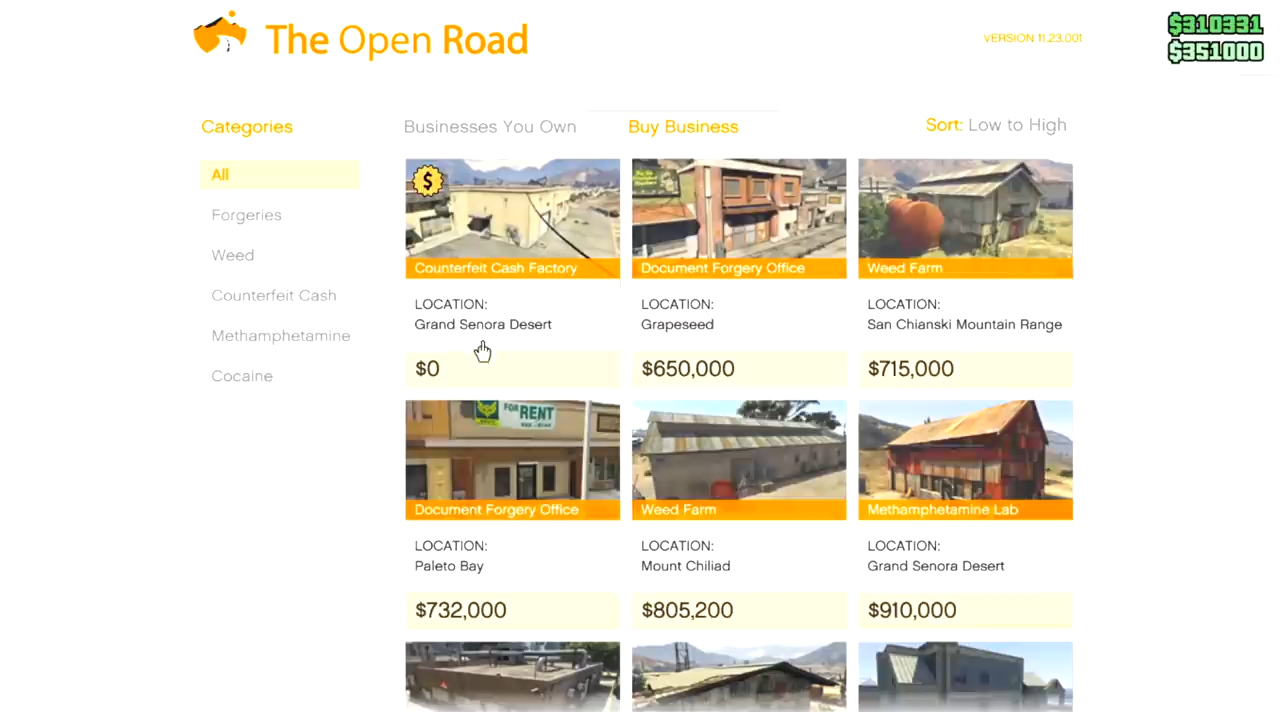 The Open Road
VERSION 11.23.001
$310331
$351000
Categories
Businesses You Own
Buy Business
Sort: Low to High
All
Forgeries
Weed
Counterfeit Cash
Methamphetamine
Cocaine
$
Counterfeit Cash Factory
LOCATION:
Grand Senora Desert
$0
Document Forgery Office
LOCATION:
Grapeseed
$650,000
Weed Farm
LOCATION:
San Chianski Mountain Range
$715,000
FOR RENT
Document Forgery Office
LOCATION:
Paleto Bay
$732,000
Weed Farm
LOCATION:
Mount Chiliad
$805,200
Methamphetamine Lab
LOCATION:
Grand Senora Desert
$910,000